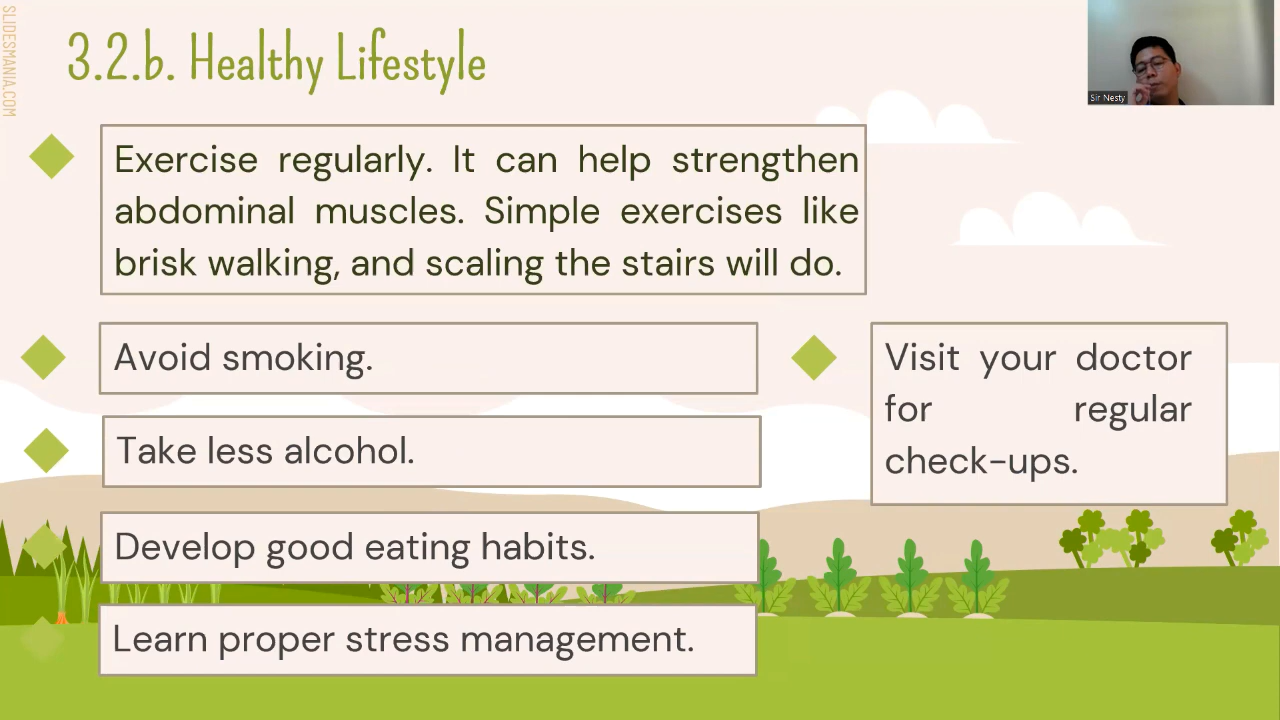 SLIDESMANIA.COM
3.2.b. Healthy Lifestyle
Sir Nesty
Exercise regularly. It can help strengthen
abdominal muscles. Simple exercises like
brisk walking, and scaling the stairs will do.
Avoid smoking.
Take less alcohol.
Develop good eating habits.
Learn proper stress management.
Visit your doctor
for regular
check-ups.